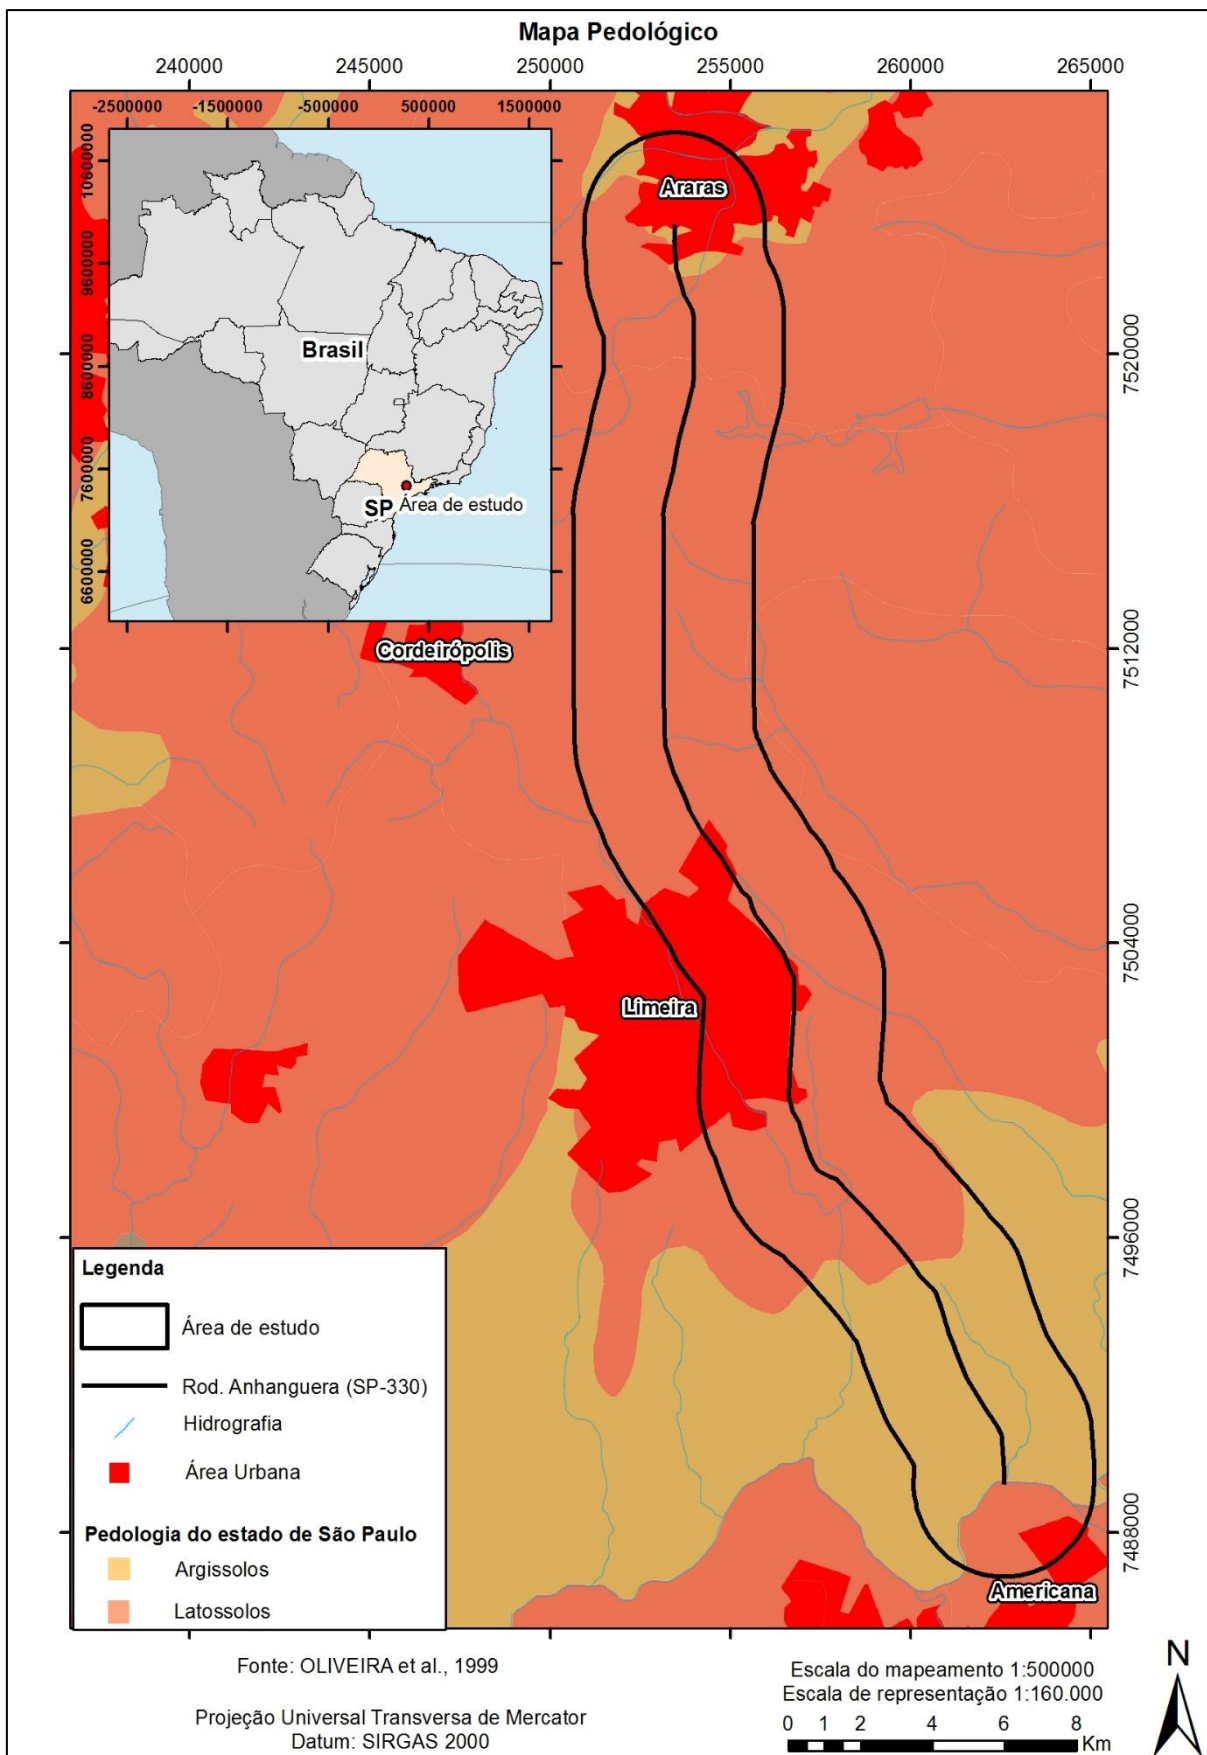 Mapa Pedológico
240000 245000 250000 255000 260000 265000
-2500000 -1500000 -500000 500000 1500000
10600000
9600000
8600000
7600000
6600000
Brasil
SP
Área de estudo
Araras
Cordeirópolis
Limeira
Americana
7520000
7512000
7504000
7496000
7488000
Legenda
Área de estudo
Rod. Anhanguera (SP-330)
Hidrografia
Área Urbana
Pedologia do estado de São Paulo
Argissolos
Latossolos
Fonte: OLIVEIRA et al., 1999
Projeção Universal Transversa de Mercator
Datum: SIRGAS 2000
Escala do mapeamento 1:500000
Escala de representação 1:160.000
0 1 2 4 6 8
Km
N